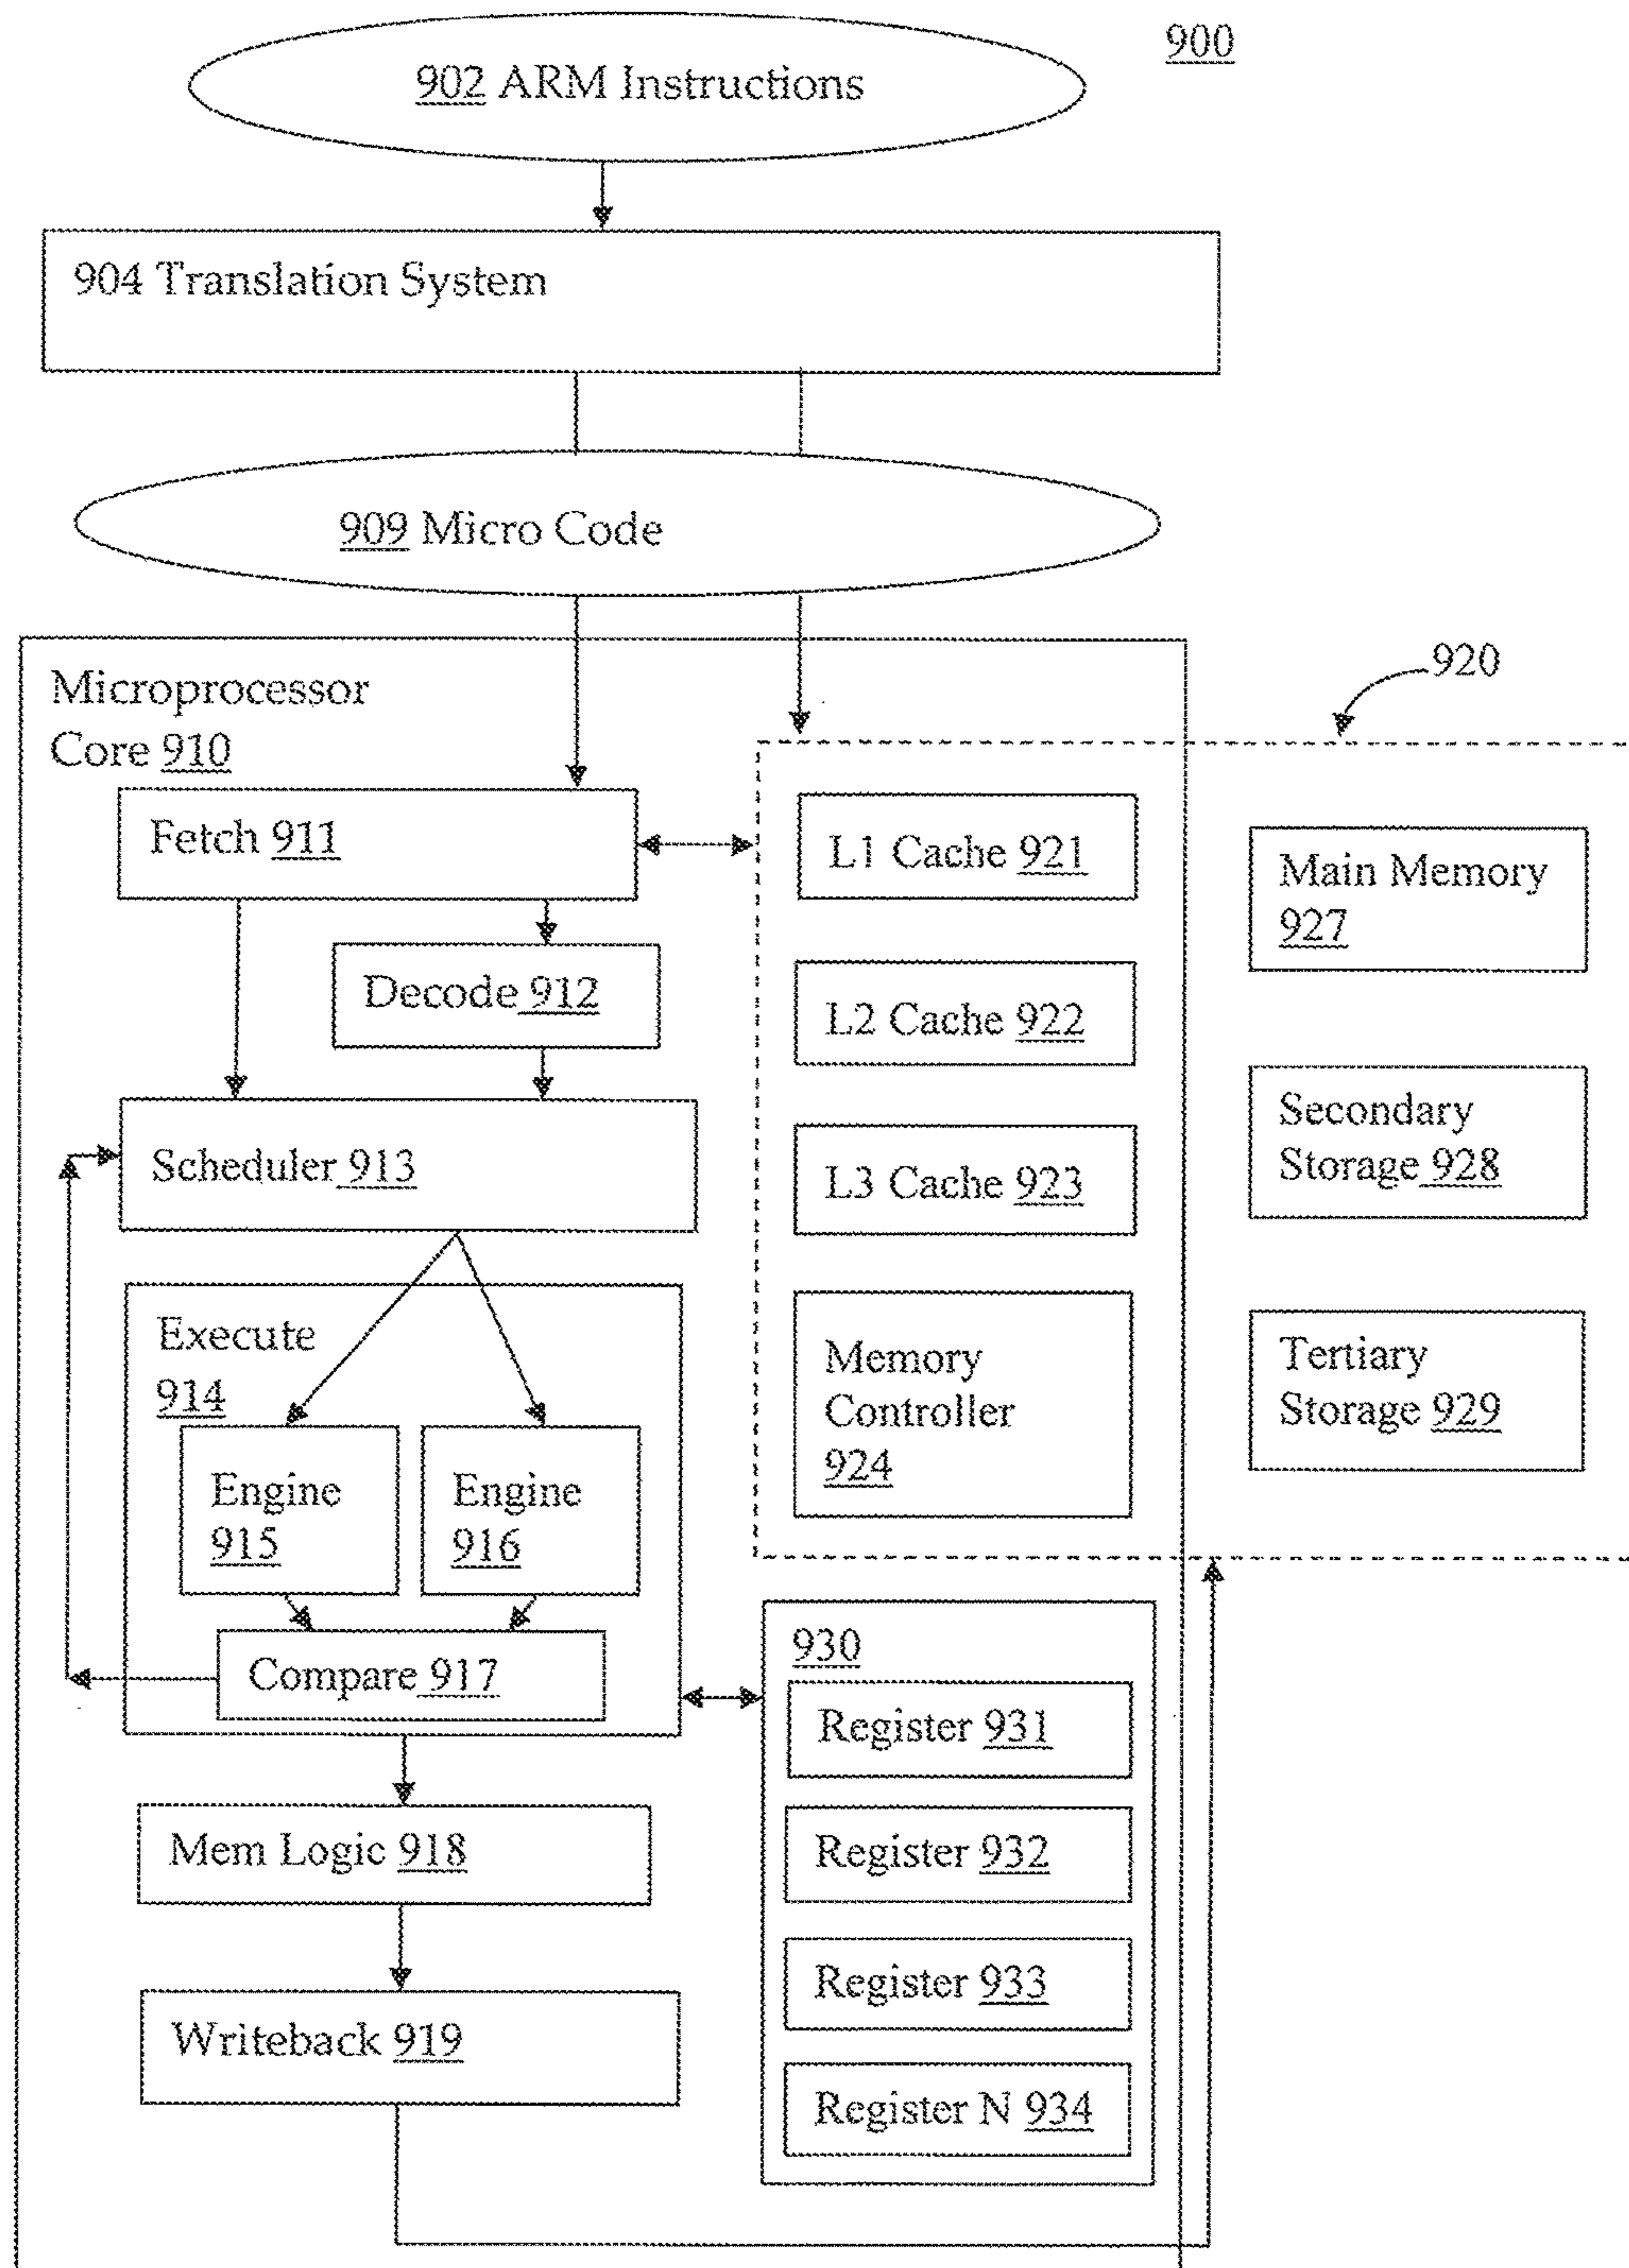 900
902 ARM Instructions
904 Translation System
909 Micro Code
920
Microprocessor
Core 910
Fetch 911
Decode 912
Scheduler 913
Execute
914
Engine
915
Engine
916
Compare 917
Mem Logic 918
Writeback 919
L1 Cache 921
L2 Cache 922
L3 Cache 923
Memory
Controller
924
Main Memory
927
Secondary
Storage 928
Tertiary
Storage 929
930
Register 931
Register 932
Register 933
Register N 934